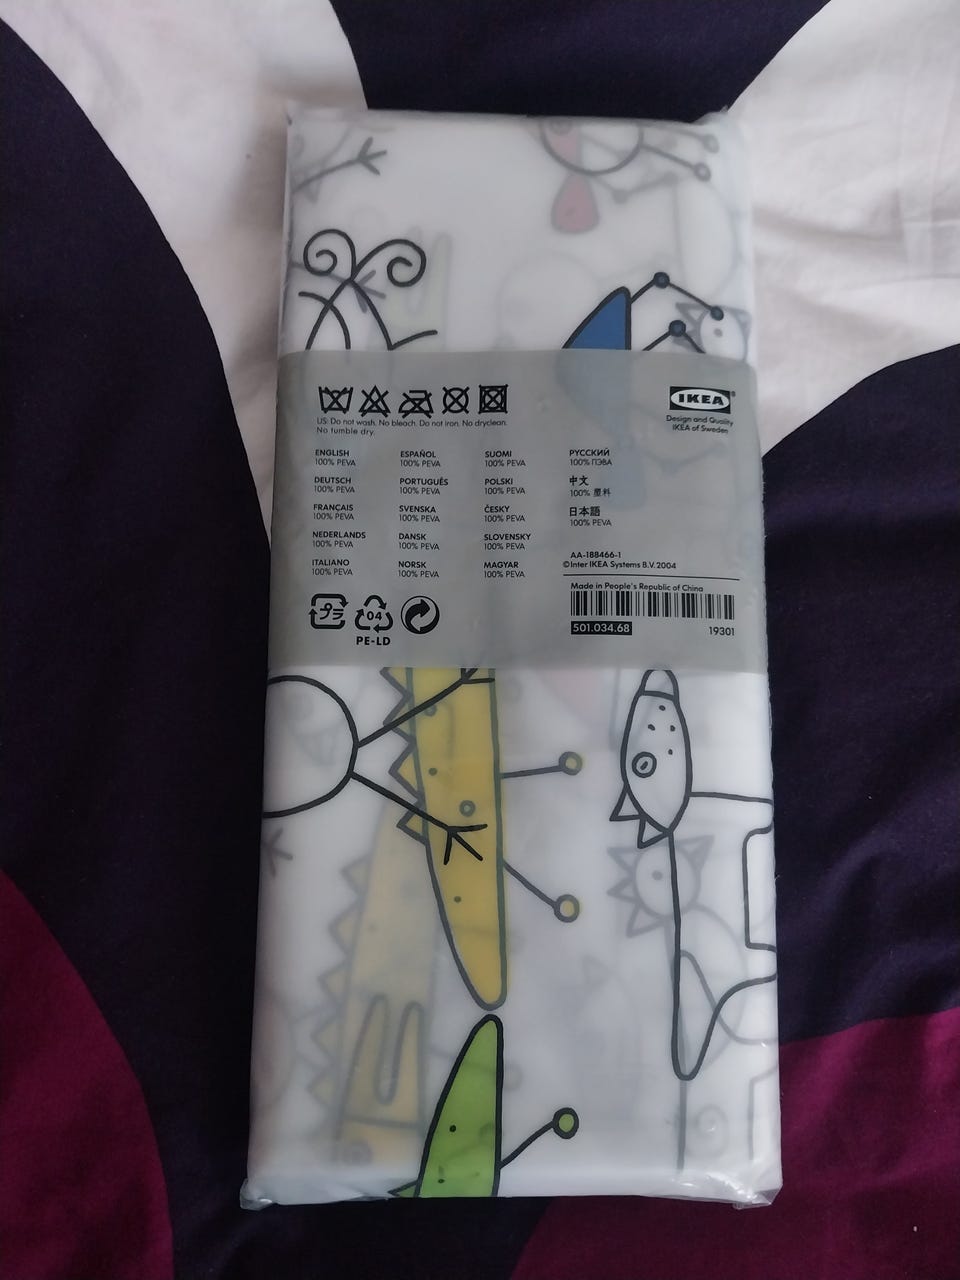 US: Do not wash. No bleach. Do not iron. No dryclean.
No tumble dry.
IKEA®
Design and Quality
IKEA of Sweden
ENGLISH
100% PEVA
DEUTSCH
100% PEVA
FRANÇAIS
100% PEVA
NEDERLANDS
100% PEVA
ITALIANO
100% PEVA
ESPAÑOL
100% PEVA
PORTUGUÊS
100% PEVA
SVENSKA
100% PEVA
DANSK
100% PEVA
NORSK
100% PEVA
SUOMI
100% PEVA
POLSKI
100% PEVA
ČESKY
100% PEVA
SLOVENSKY
100% PEVA
MAGYAR
100% PEVA
РУССКИЙ
100% ПЭВА
中文
100% 塑料
日本語
100% PEVA
AA-188466-1
©Inter IKEA Systems B.V. 2004
Made in People's Republic of China
501.034.68
19301
プラ
04
PE-LD